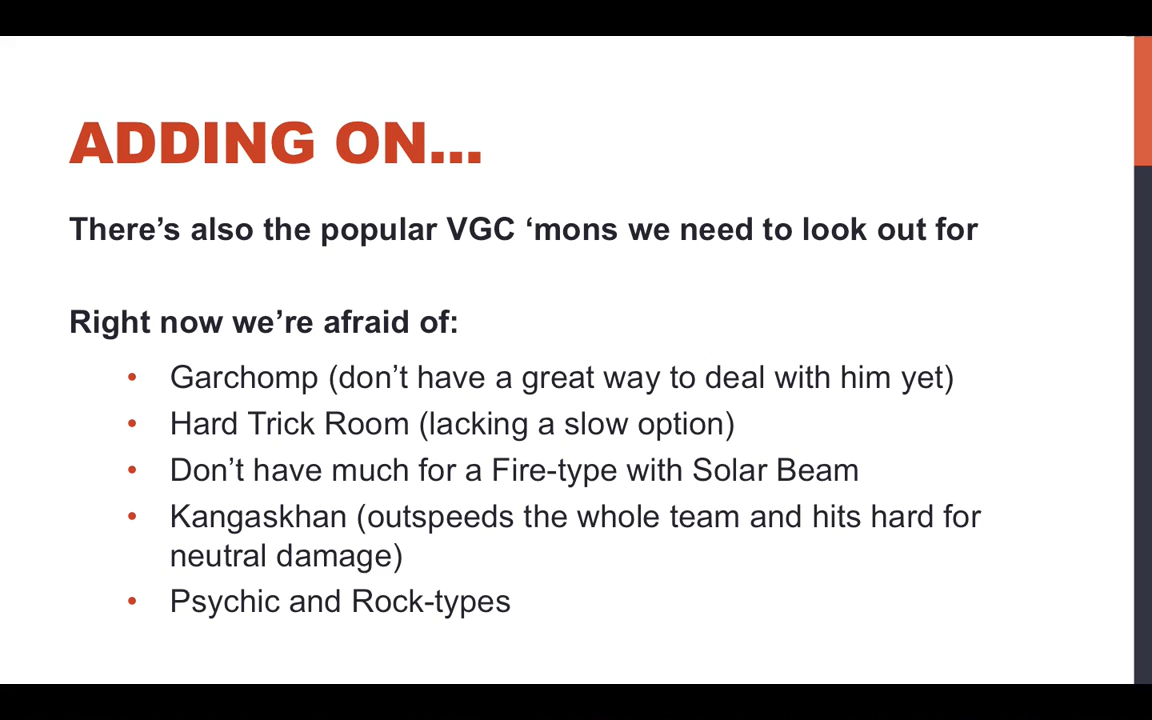 ADDING ON...
There’s also the popular VGC ‘mons we need to look out for
Right now we’re afraid of:
• Garchomp (don’t have a great way to deal with him yet)
• Hard Trick Room (lacking a slow option)
• Don’t have much for a Fire-type with Solar Beam
• Kangaskhan (outspeeds the whole team and hits hard for
neutral damage)
• Psychic and Rock-types